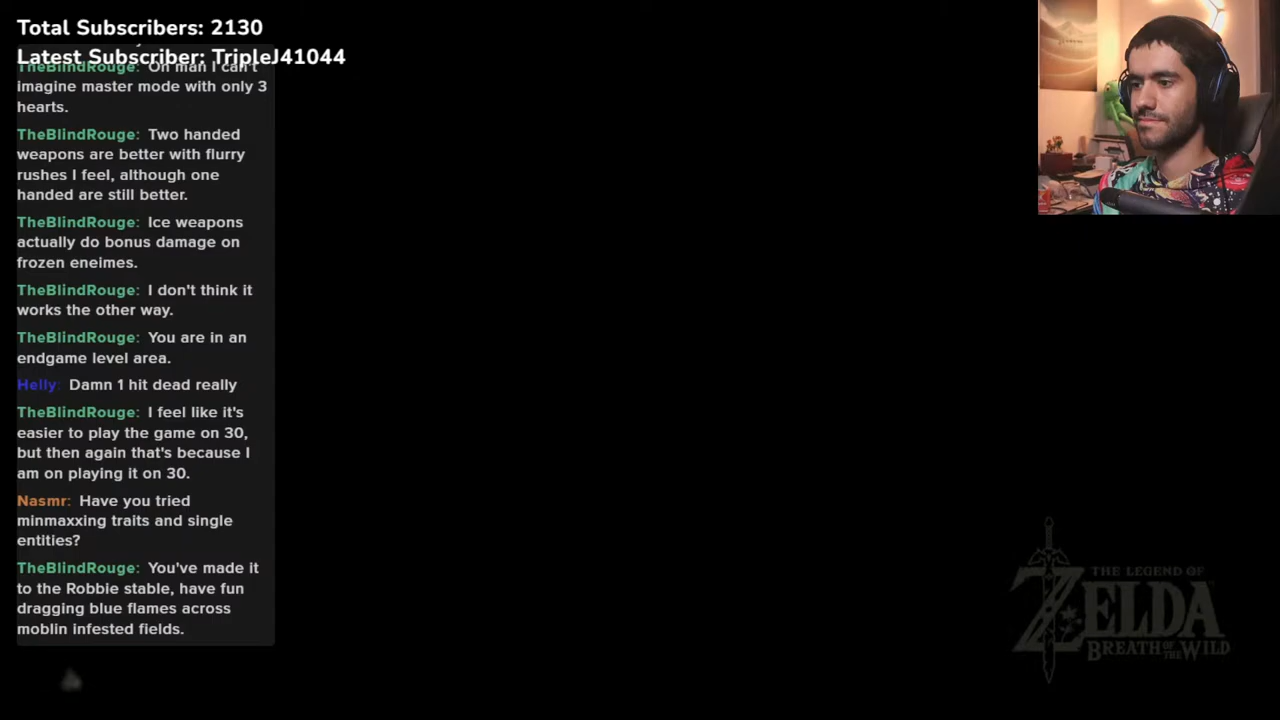 Total Subscribers: 2130
Latest Subscriber: TripleJ41044
TheBlindRouge: Oh man I can't
imagine master mode with only 3
hearts.
TheBlindRouge: Two handed
weapons are better with flurry
rushes I feel, although one
handed are still better.
TheBlindRouge: Ice weapons
actually do bonus damage on
frozen eneimes.
TheBlindRouge: I don't think it
works the other way.
TheBlindRouge: You are in an
endgame level area.
Helly: Damn 1 hit dead really
TheBlindRouge: I feel like it's
easier to play the game on 30,
but then again that's because I
am on playing it on 30.
Nasmr: Have you tried
minmaxxing traits and single
entities?
TheBlindRouge: You've made it
to the Robbie stable, have fun
dragging blue flames across
moblin infested fields.
THE LEGEND OF
ZELDA
BREATH OF THE WILD